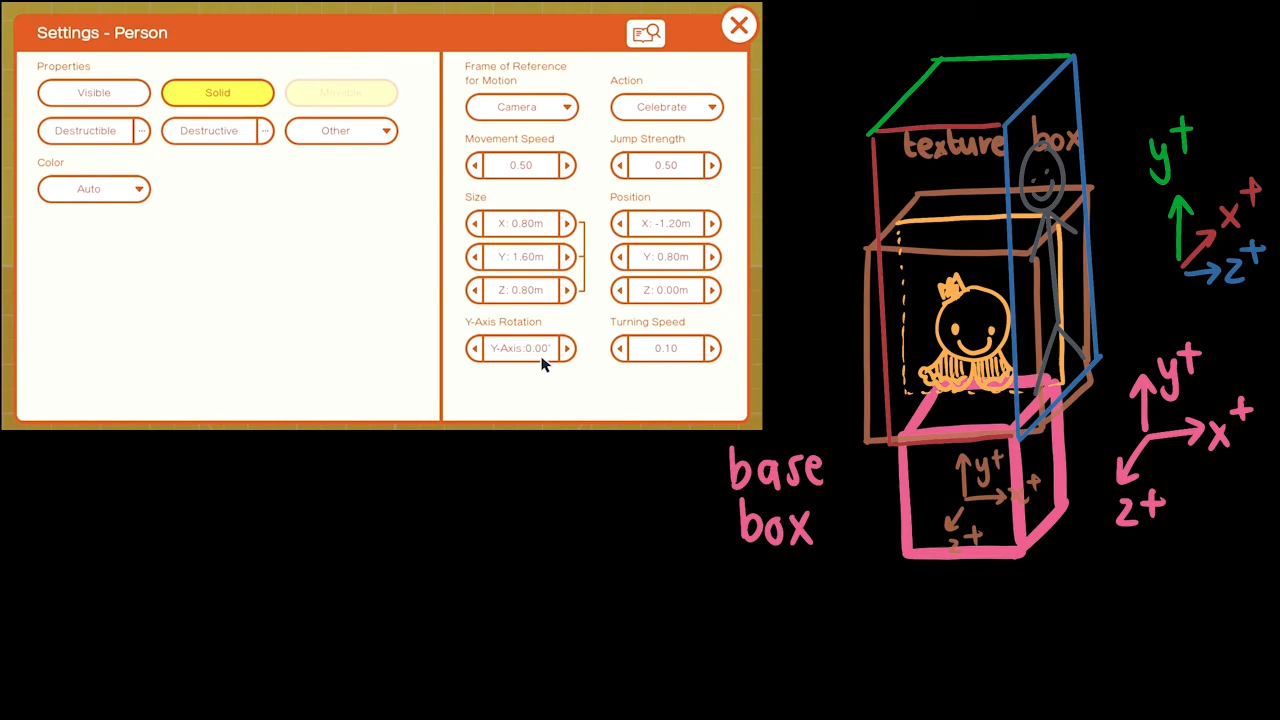 Settings - Person
Properties
Visible
Solid
Movable
Destructible ...
Destructive ...
Other
Color
Auto
Frame of Reference
for Motion
Camera
Action
Celebrate
Movement Speed
0.50
Jump Strength
0.50
Size
X: 0.80m
Y: 1.60m
Z: 0.80m
Position
X: -1.20m
Y: 0.80m
Z: 0.00m
Y-Axis Rotation
Y-Axis:0.00°
Turning Speed
0.10
texture box
y+
x+
z+
y+
x+
z+
base
box
y+
x+
z+